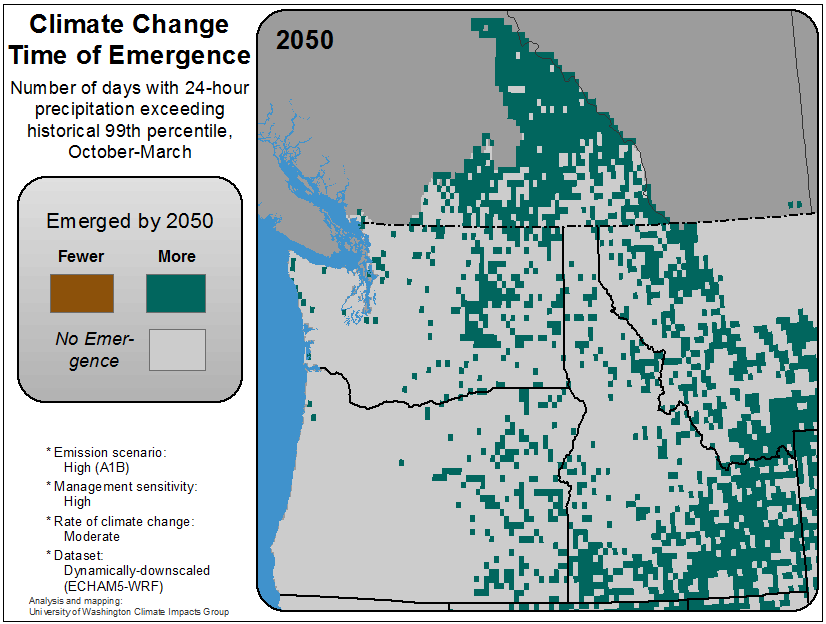 Climate Change
Time of Emergence
Number of days with 24-hour
precipitation exceeding
historical 99th percentile,
October-March
Emerged by 2050
Fewer
More
No Emer-
gence
* Emission scenario:
High (A1B)
* Management sensitivity:
High
* Rate of climate change:
Moderate
* Dataset:
Dynamically-downscaled
(ECHAM5-WRF)
Analysis and mapping:
University of Washington Climate Impacts Group
2050